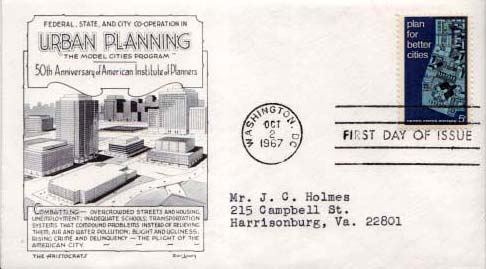 FEDERAL, STATE, AND CITY CO-OPERATION IN
URBAN PLANNING
"THE MODEL CITIES PROGRAM"
50th Anniversary of American Institute of Planners
COMBATTING — OVERCROWDED STREETS AND HOUSING,
UNEMPLOYMENT; INADEQUATE SCHOOLS; TRANSPORTATION
SYSTEMS THAT COMPOUND PROBLEMS INSTEAD OF RELIEVING
THEM; AIR AND WATER POLLUTION; BLIGHT AND UGLINESS;
RISING CRIME AND DELINQUENCY — THE PLIGHT OF THE
AMERICAN CITY.
THE ARISTOCRATS
plan
for
better
cities
5c
WASHINGTON, DC
OCT
2
1967
FIRST DAY OF ISSUE
Mr. J. C. Holmes
215 Campbell St.
Harrisonburg, Va. 22801